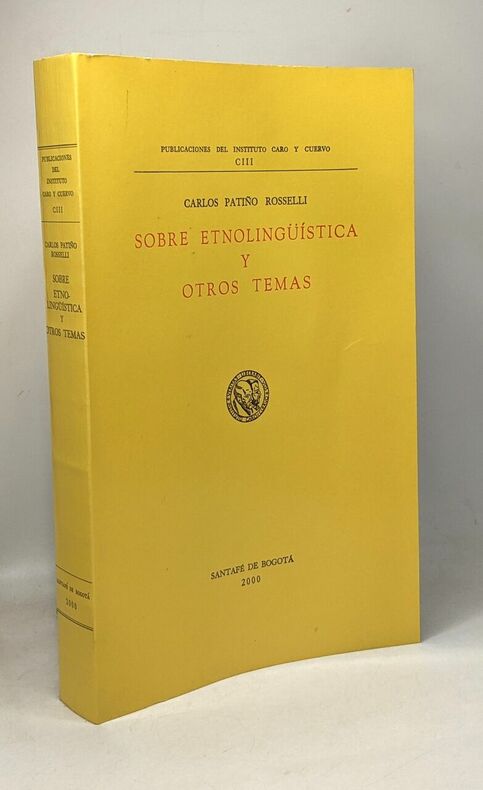 PUBLICACIONES DEL INSTITUTO CARO Y CUERVO
CIII
CARLOS PATIÑO ROSSELLI
SOBRE ETNOLINGÜÍSTICA
Y
OTROS TEMAS
SANTAFÉ DE BOGOTÁ
2000
PUBLICACIONES
DEL
INSTITUTO
CARO Y CUERVO
CIII
CARLOS PATIÑO
ROSSELLI
SOBRE
ETNO-
LINGÜÍSTICA
Y
OTROS TEMAS
SANTAFÉ DE BOGOTÁ
2000